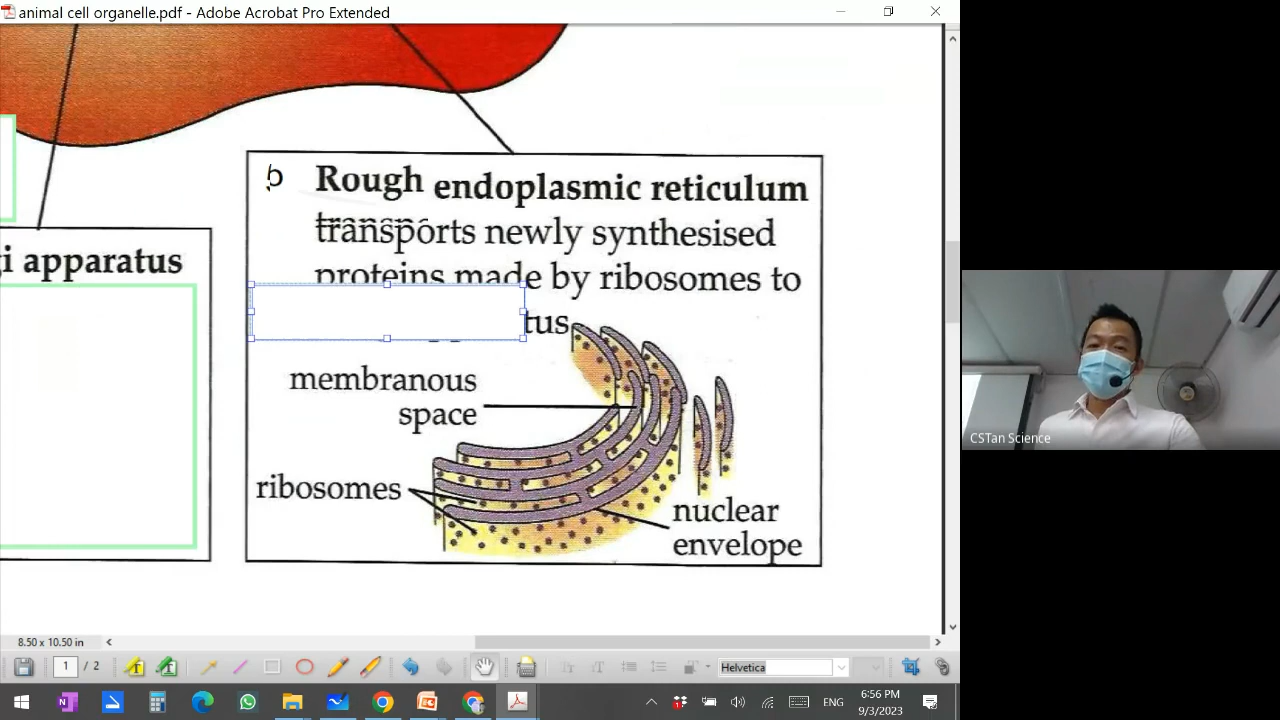 animal cell organelle.pdf - Adobe Acrobat Pro Extended
b Rough endoplasmic reticulum
transports newly synthesised
proteins made by ribosomes to
tus
gi apparatus
membranous
space
ribosomes
nuclear
envelope
CSTan Science
8.50 x 10.50 in
1 / 2
T T
Tr T
Helvetica
ENG
6:56 PM
9/3/2023